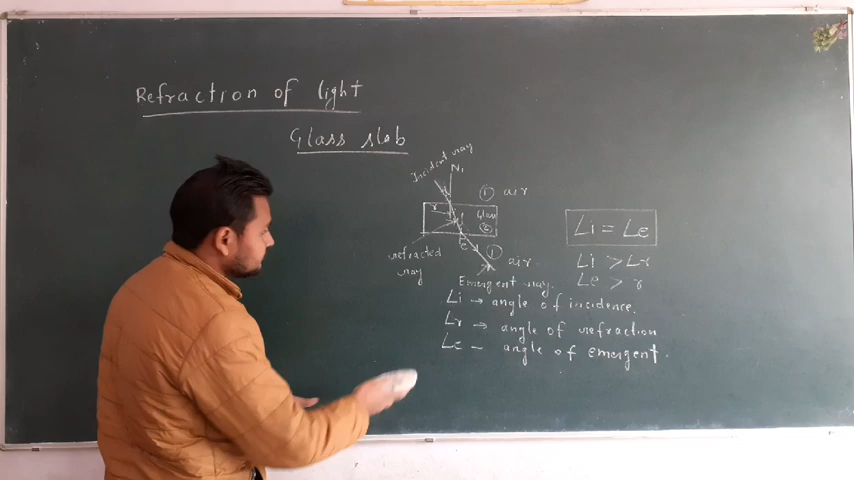 Refraction of light
Glass slab
Incident ray
N1
1 air
r
Glass
2
refracted
ray
e
1
air
Emergent ray.
∠i = ∠e
∠i > ∠r
∠e > r
∠i → angle of incidence.
∠r → angle of refraction
∠e - angle of emergent.